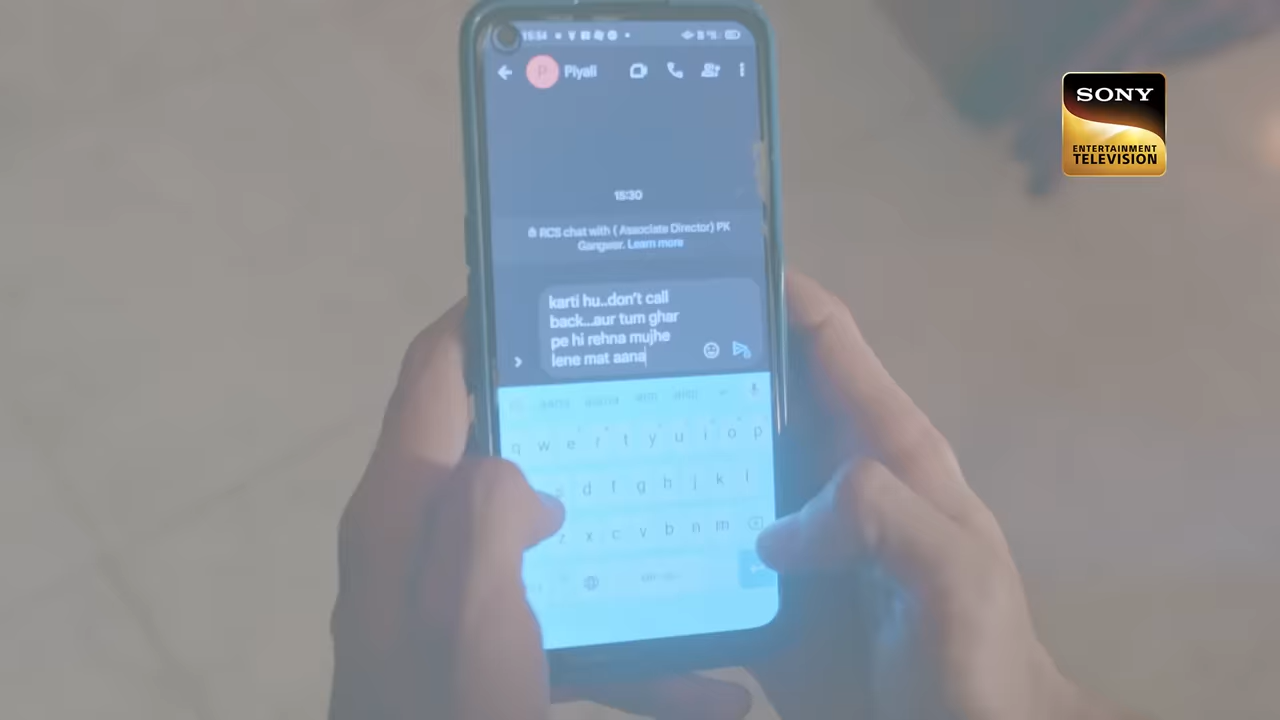 15:54
Piyali
SONY
ENTERTAINMENT
TELEVISION
15:30
RCS chat with ( Associate Director) PK
Gangwar. Learn more
karti hu..don't call
back...aur tum ghar
pe hi rehna mujhe
lene mat aana
q w e r t y u i o p
d f g h j k l
z x c v b n m